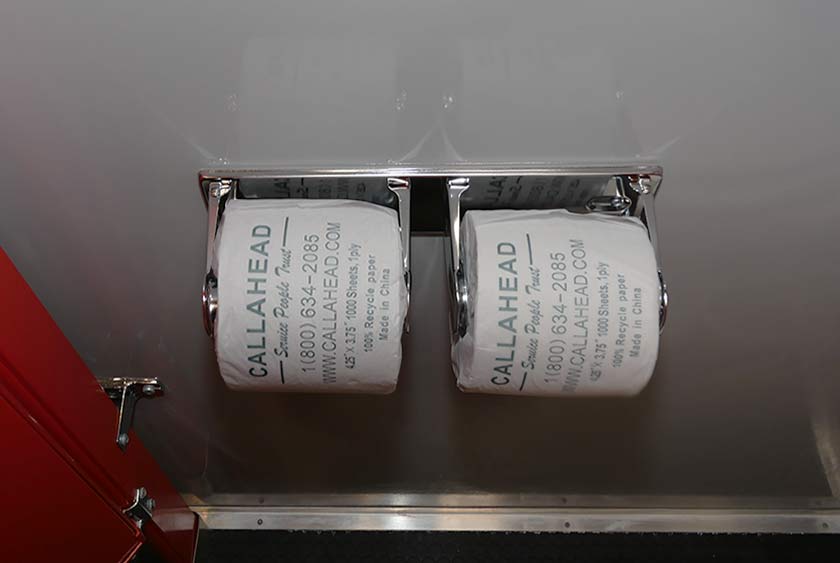 CALLAHEAD
Service People Trust
1(800) 634-2085
WWW.CALLAHEAD.COM
4.25" X 3.75" 1000 Sheets, 1ply
100% Recycle paper
Made in China
CALLAHEAD
Service People Trust
1(800) 634-2085
WWW.CALLAHEAD.COM
4.25" X 3.75" 1000 Sheets, 1ply
100% Recycle paper
Made in China